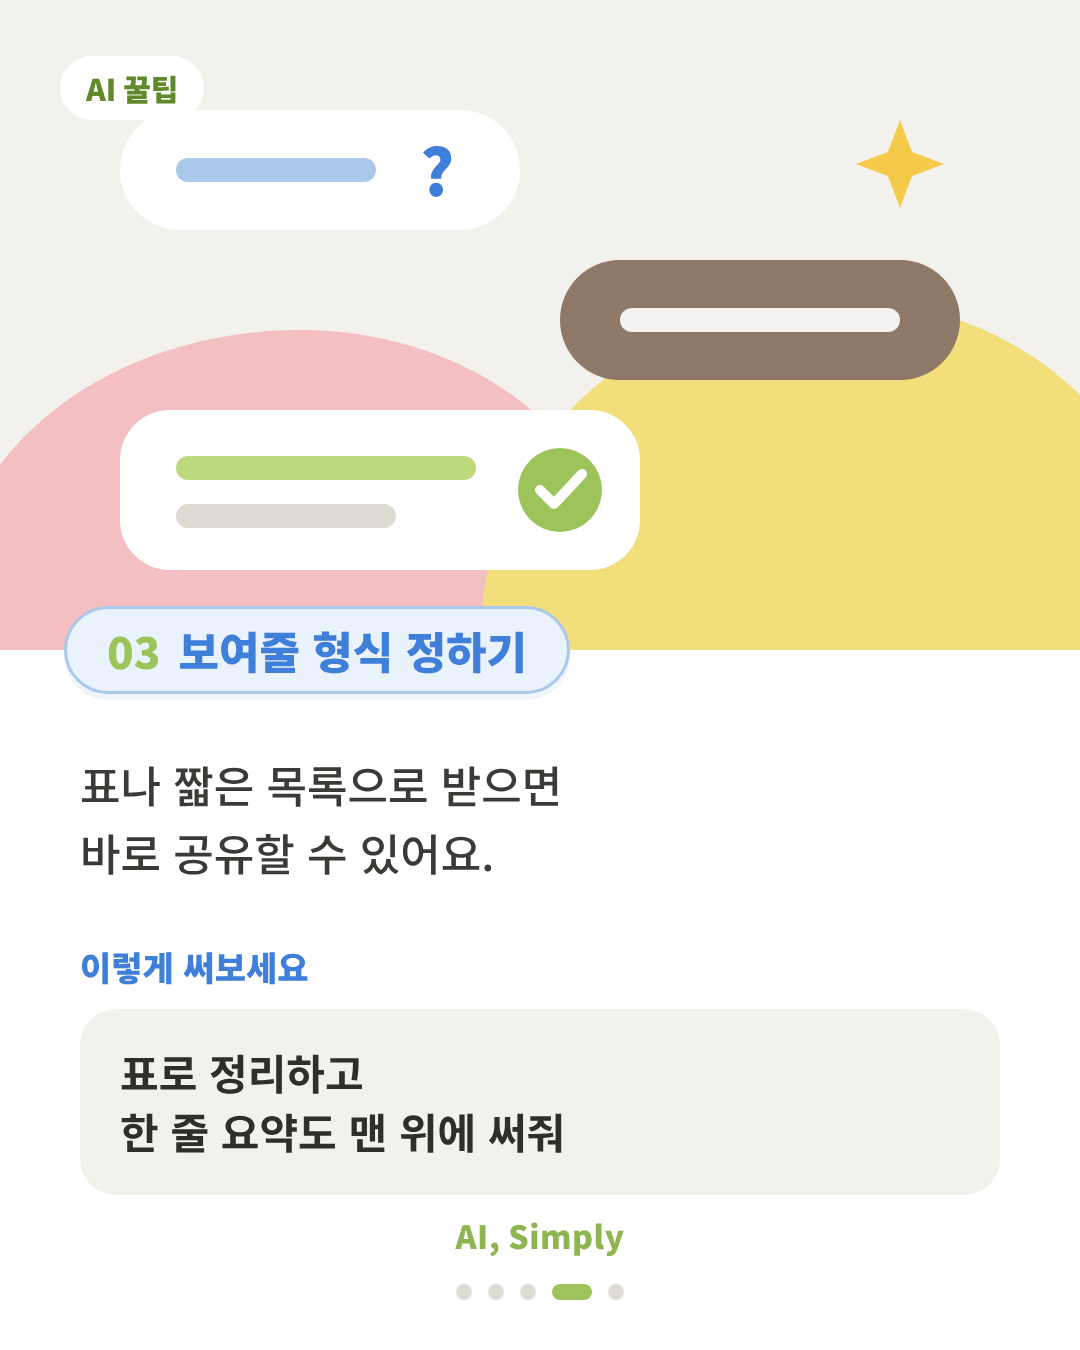 AI 꿀팁
?
03 보여줄 형식 정하기
표나 짧은 목록으로 받으면
바로 공유할 수 있어요.
이렇게 써보세요
표로 정리하고
한 줄 요약도 맨 위에 써줘
AI, Simply